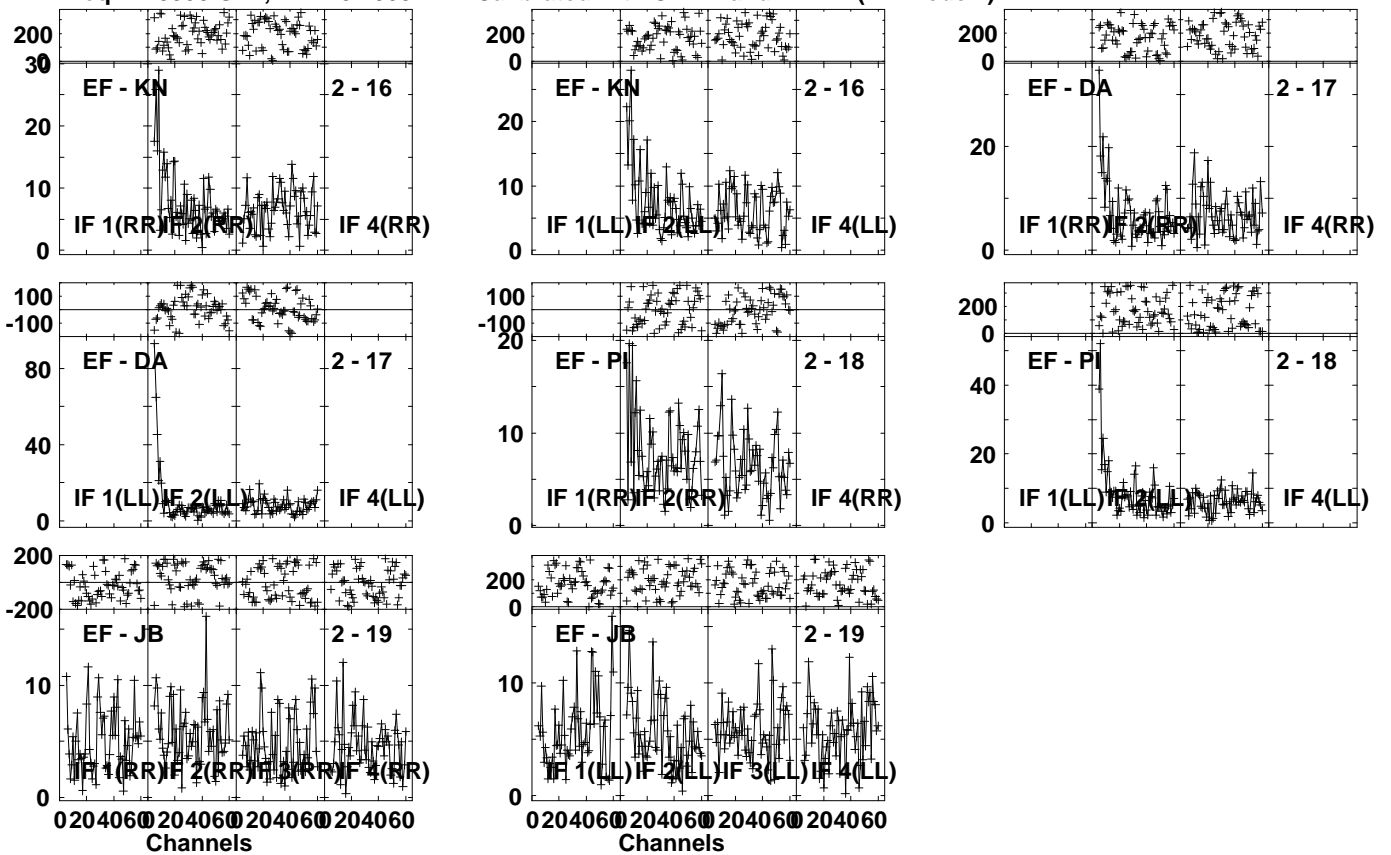 200
0
200
0
200
0
30
20
10
0
EF - KN
2 - 16
IF 1(RR)
IF 2(RR)
IF 4(RR)
20
10
0
EF - KN
2 - 16
IF 1(LL)
IF 2(LL)
IF 4(LL)
20
0
EF - DA
2 - 17
IF 1(RR)
IF 2(RR)
IF 4(RR)
100
-100
100
-100
200
0
80
40
0
EF - DA
2 - 17
IF 1(LL)
IF 2(LL)
IF 4(LL)
20
10
0
EF - PI
2 - 18
IF 1(RR)
IF 2(RR)
IF 4(RR)
40
20
0
EF - PI
2 - 18
IF 1(LL)
IF 2(LL)
IF 4(LL)
200
-200
200
0
10
0
EF - JB
2 - 19
IF 1(RR)
IF 2(RR)
IF 3(RR)
IF 4(RR)
10
0
EF - JB
2 - 19
IF 1(LL)
IF 2(LL)
IF 3(LL)
IF 4(LL)
0 20 40 60 0 20 40 60 0 20 40 60 0 20 40 60
0 20 40 60 0 20 40 60 0 20 40 60 0 20 40 60
Channels
Channels